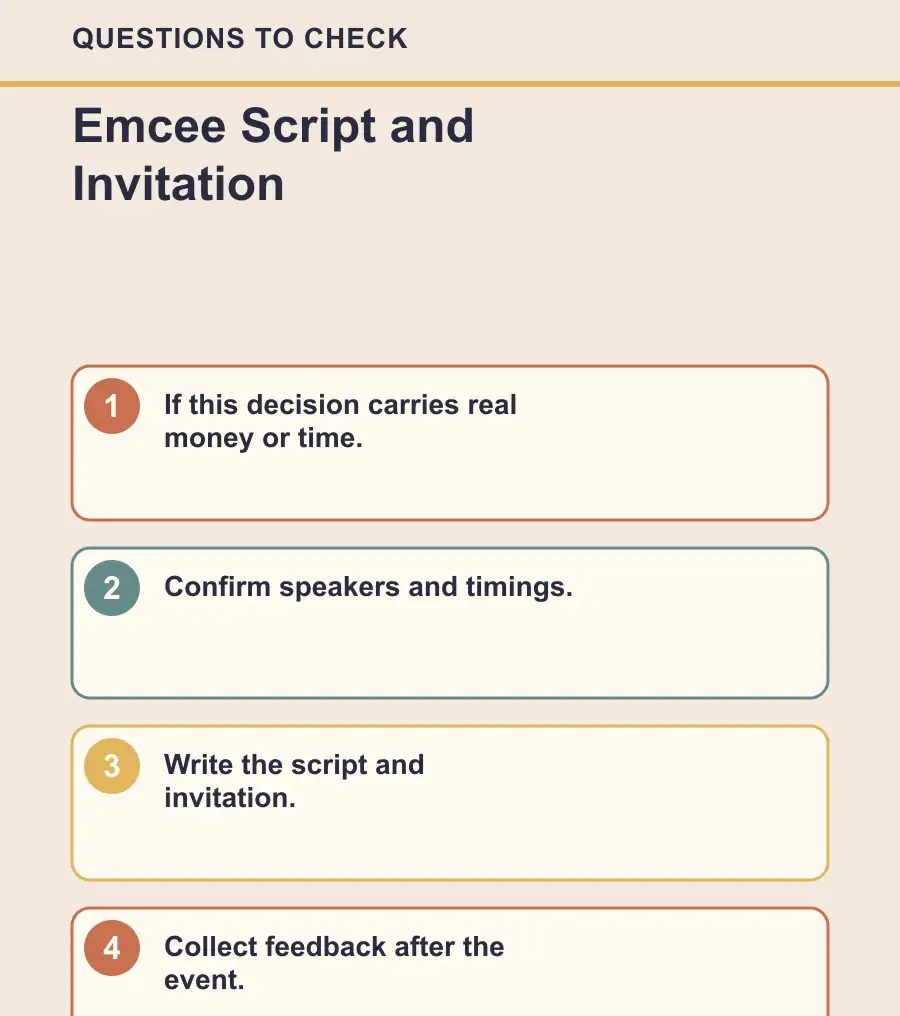 QUESTIONS TO CHECK
Emcee Script and
Invitation
1
If this decision carries real
money or time.
2
Confirm speakers and timings.
3
Write the script and
invitation.
4
Collect feedback after the
event.